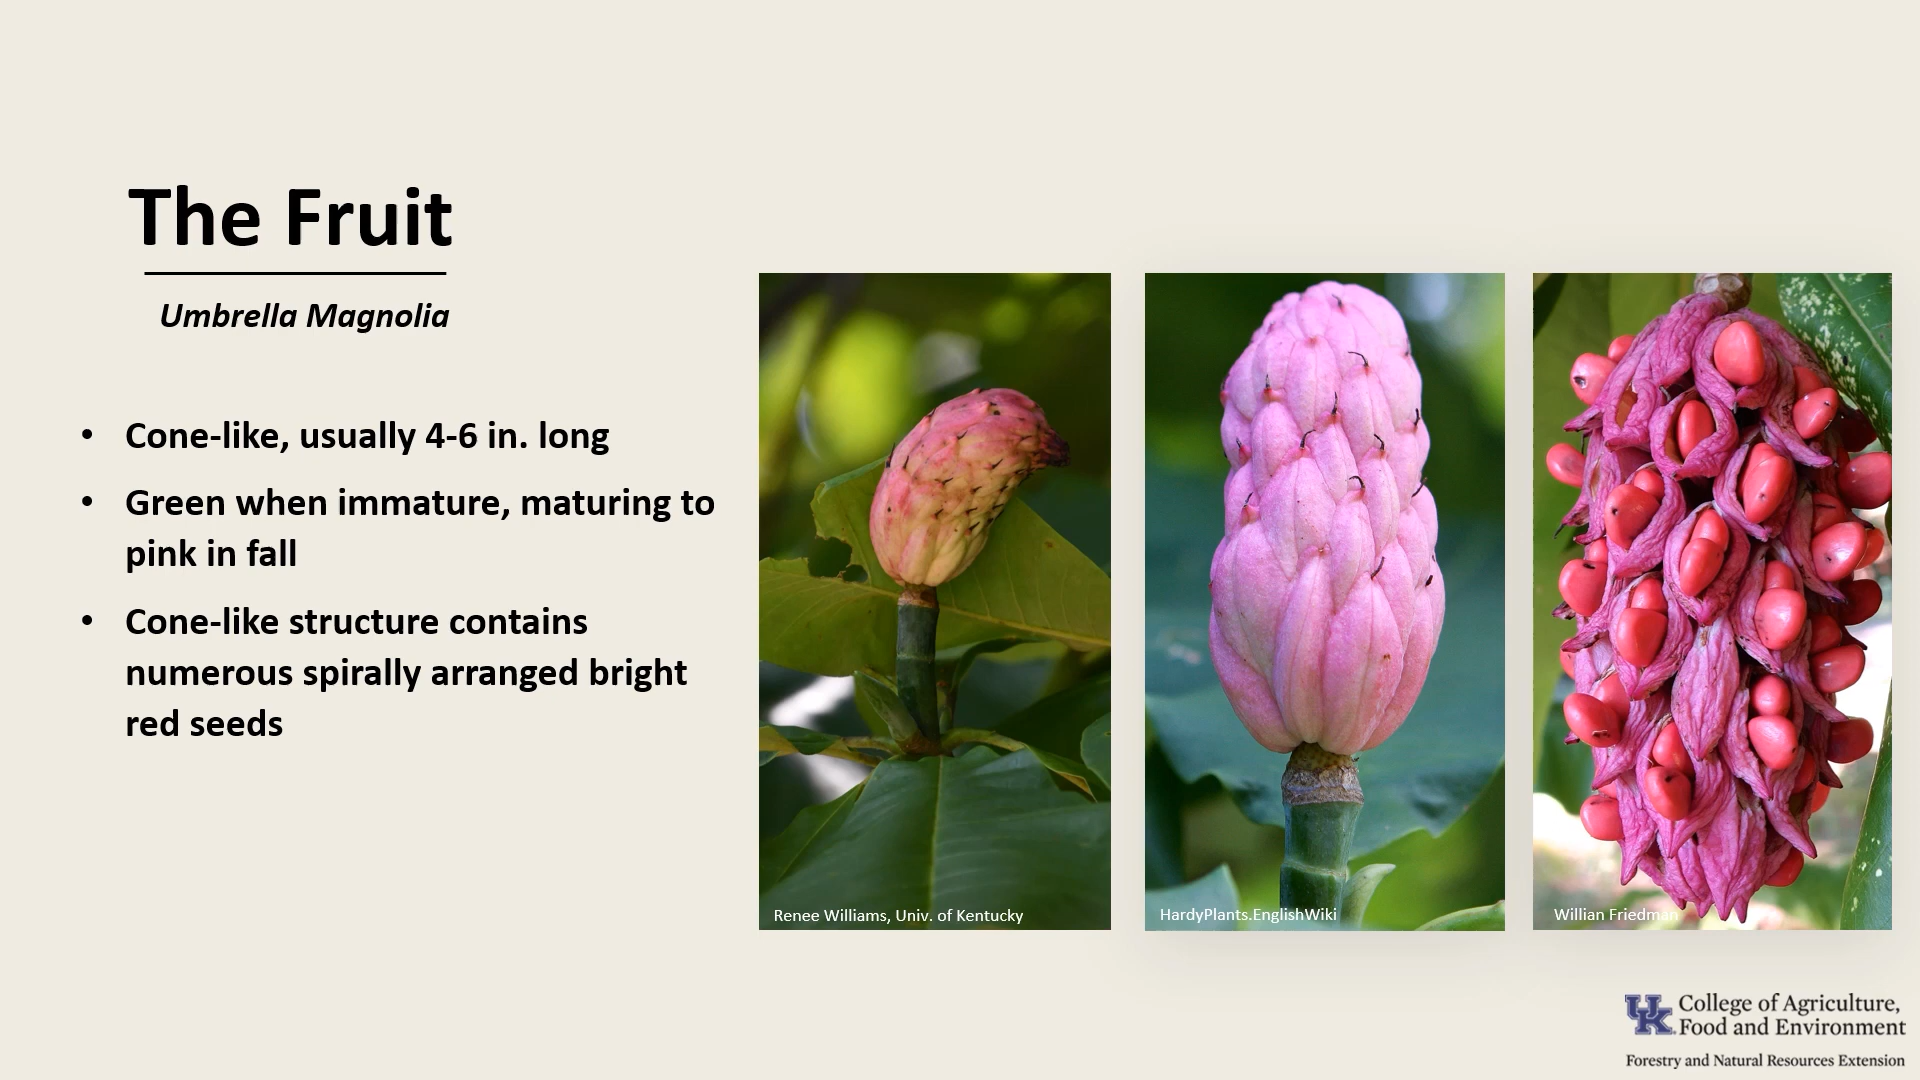 The Fruit
Umbrella Magnolia
• Cone-like, usually 4-6 in. long
• Green when immature, maturing to
pink in fall
• Cone-like structure contains
numerous spirally arranged bright
red seeds
Renee Williams, Univ. of Kentucky
HardyPlants.EnglishWiki
Willian Friedman
UK College of Agriculture,
Food and Environment
Forestry and Natural Resources Extension